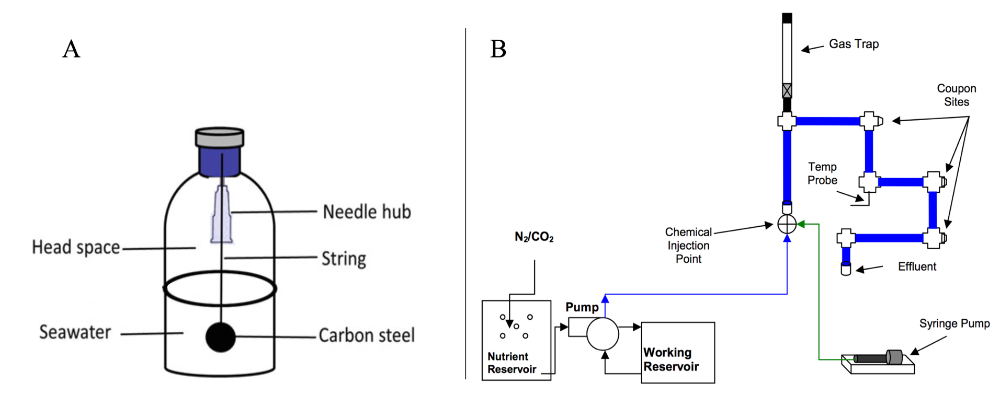 A
Needle hub
Head space
String
Seawater
Carbon steel
B
Gas Trap
Coupon
Sites
Temp
Probe
Chemical
Injection
Point
N₂/CO₂
Effluent
Pump
Nutrient
Reservoir
Working
Reservoir
Syringe Pump